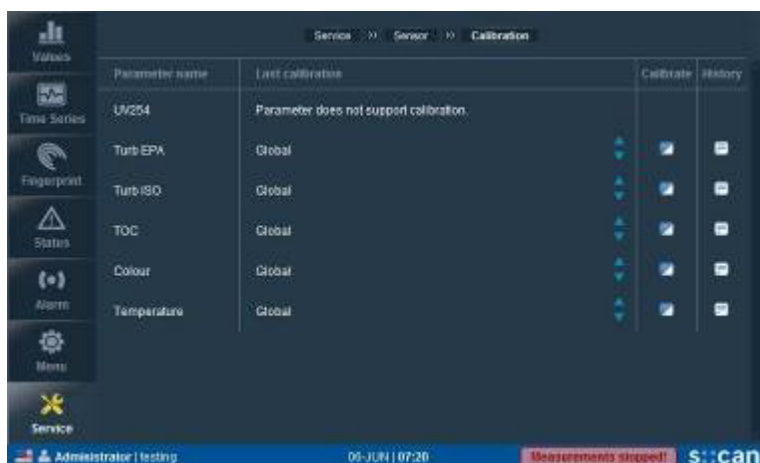 Service >> Sensor >> Calibration
Values
Parameter name Last calibration Calibrate History
UV254 Parameter does not support calibration.
Time Series
Turb EPA Global
Fingerprint
Turb ISO Global
TOC Global
Status
Colour Global
Alarm
Temperature Global
Menu
Service
Administrator | testing 06-JUN | 07:20 Measurements stopped! s::can